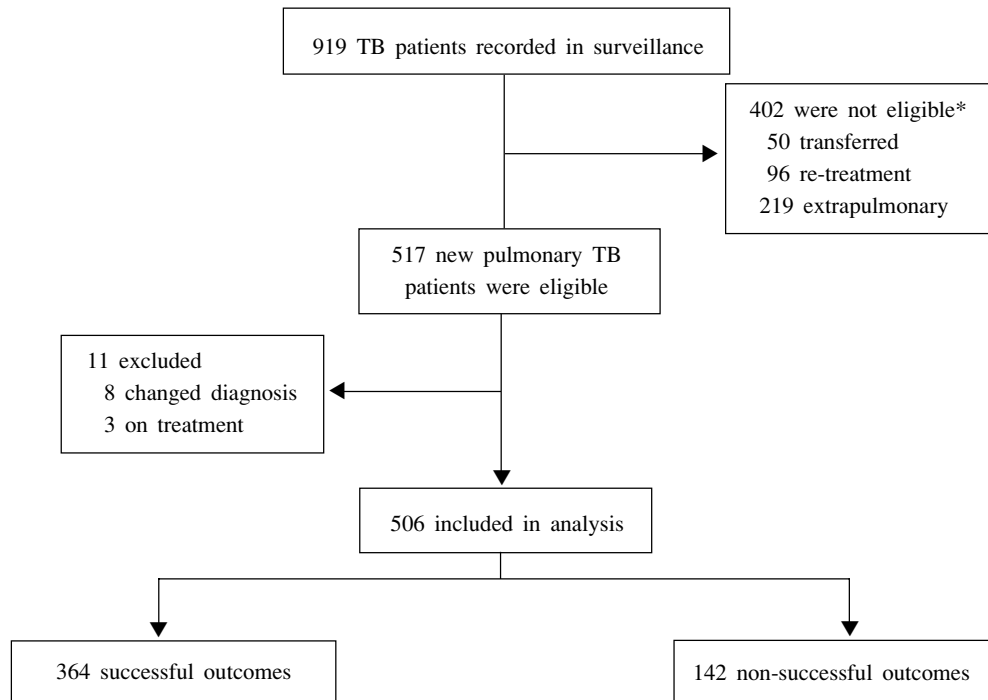 919 TB patients recorded in surveillance
402 were not eligible*
50 transferred
96 re-treatment
219 extrapulmonary
517 new pulmonary TB
patients were eligible
11 excluded
8 changed diagnosis
3 on treatment
506 included in analysis
364 successful outcomes
142 non-successful outcomes